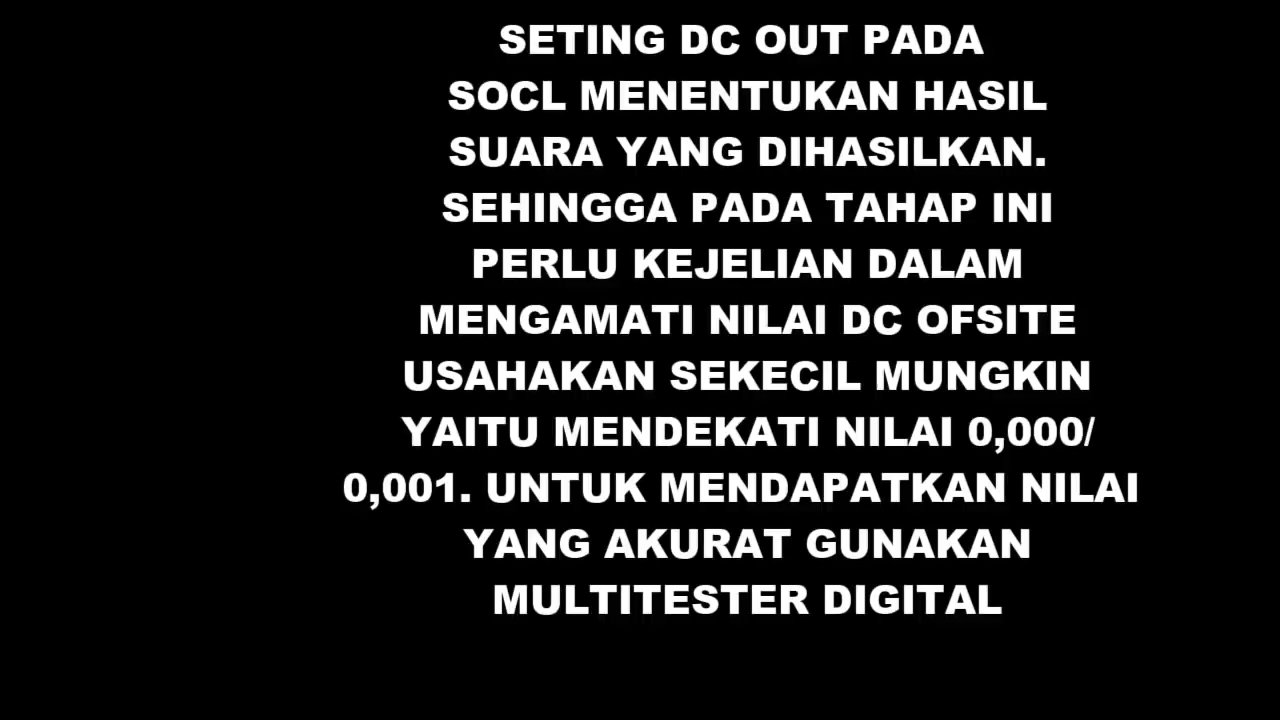 SETING DC OUT PADA
SOCL MENENTUKAN HASIL
SUARA YANG DIHASILKAN.
SEHINGGA PADA TAHAP INI
PERLU KEJELIAN DALAM
MENGAMATI NILAI DC OFSITE
USAHAKAN SEKECIL MUNGKIN
YAITU MENDEKATI NILAI 0,000/
0,001. UNTUK MENDAPATKAN NILAI
YANG AKURAT GUNAKAN
MULTITESTER DIGITAL